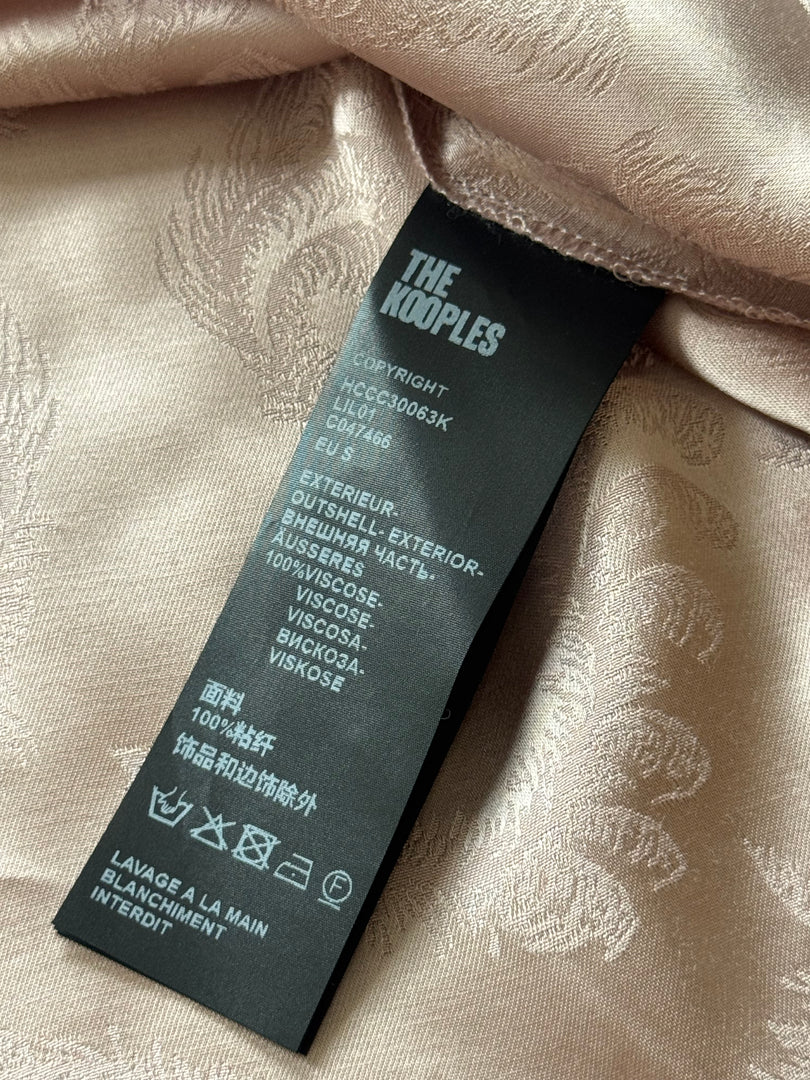 THE
KOOPLES
COPYRIGHT
HCCC30063K
LIL01
C047466
EU S
EXTERIEUR-
OUTSHELL- EXTERIOR-
ВНЕШНЯЯ ЧАСТЬ-
ÄUSSERES
100%VISCOSE-
VISCOSE-
VISCOSA-
ВИСКОЗА-
VISKOSE
面料
100%粘纤
饰品和边饰除外
F
LAVAGE A LA MAIN
BLANCHIMENT
INTERDIT